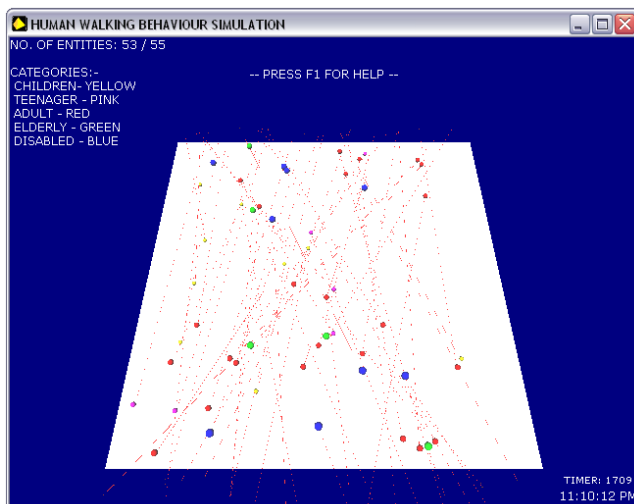 HUMAN WALKING BEHAVIOUR SIMULATION
NO. OF ENTITIES: 53 / 55
-- PRESS F1 FOR HELP --
CATEGORIES:-
CHILDREN- YELLOW
TEENAGER - PINK
ADULT - RED
ELDERLY - GREEN
DISABLED - BLUE
TIMER: 1709
11:10:12 PM